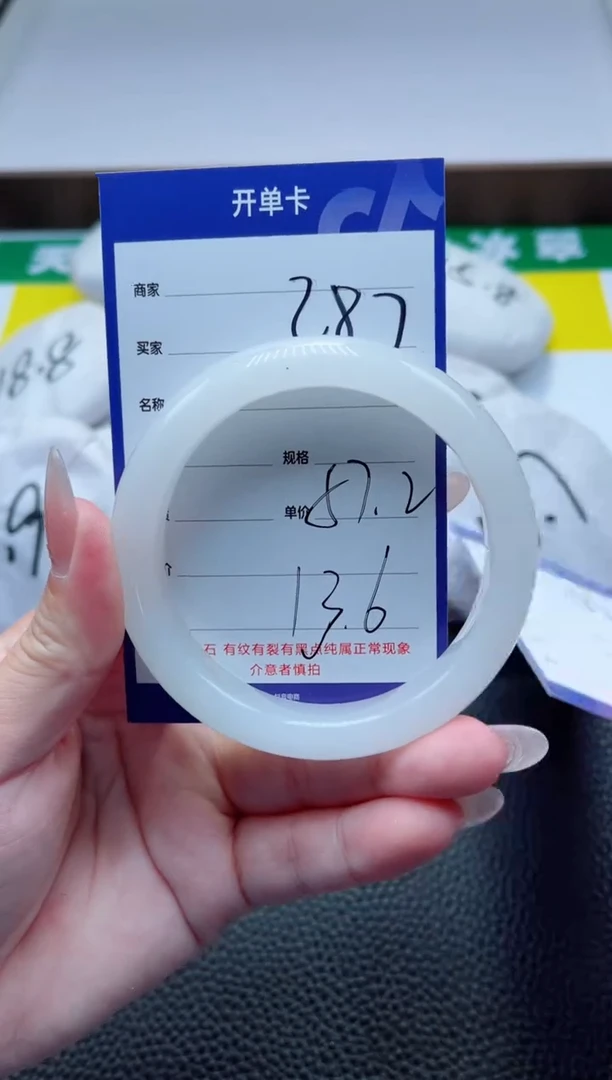 开单卡
商家
7.87
买家
18.8
名称
规格
单价 57.2
13.6
石 有纹有裂有黑点纯属正常现象
介意者慎拍